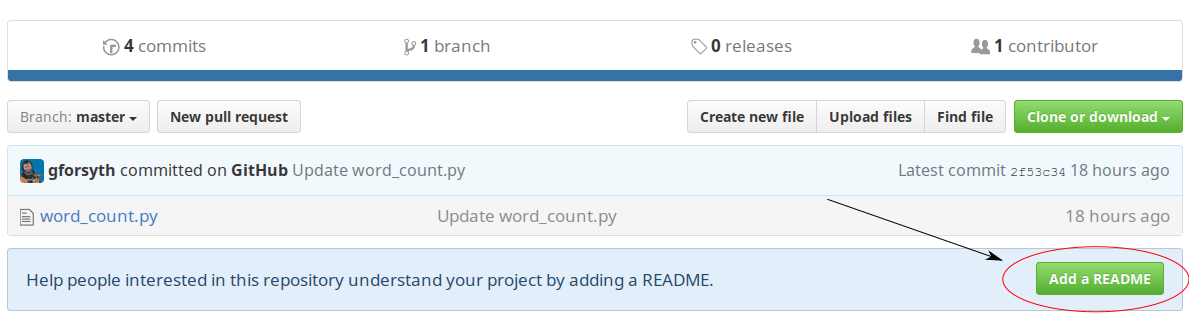 4 commits 1 branch 0 releases 1 contributor
Branch: master New pull request Create new file Upload files Find file Clone or download
gforsyth committed on GitHub Update word_count.py Latest commit 2f53c34 18 hours ago
word_count.py Update word_count.py 18 hours ago
Help people interested in this repository understand your project by adding a README. Add a README